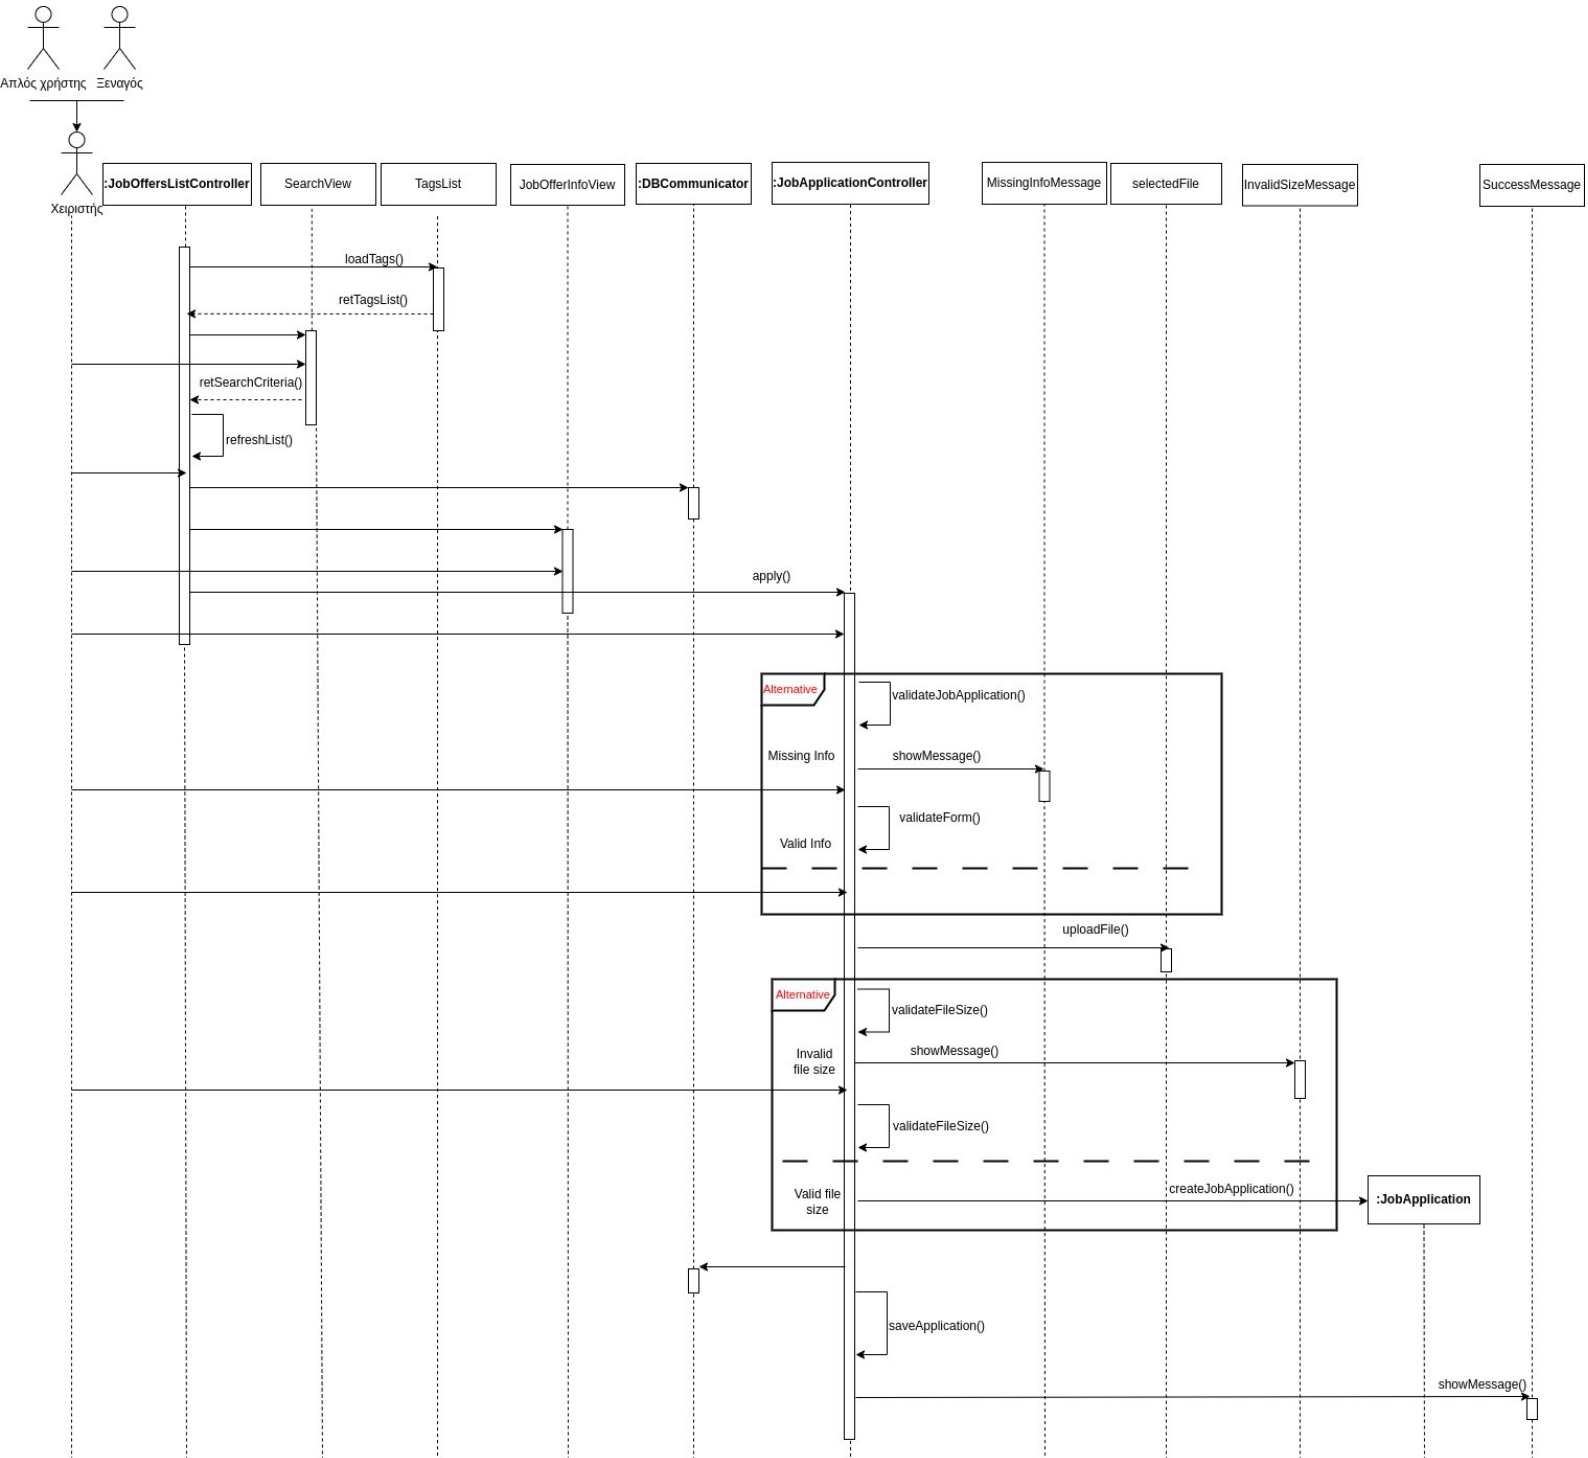 Απλός χρήστης
Ξεναγός
Χειριστής
:JobOffersListController
SearchView
TagsList
JobOfferInfoView
:DBCommunicator
:JobApplicationController
MissingInfoMessage
selectedFile
InvalidSizeMessage
SuccessMessage
loadTags()
retTagsList()
retSearchCriteria()
refreshList()
apply()
Alternative
validateJobApplication()
Missing Info
showMessage()
validateForm()
Valid Info
uploadFile()
Alternative
validateFileSize()
Invalid
file size
showMessage()
validateFileSize()
Valid file
size
createJobApplication()
:JobApplication
saveApplication()
showMessage()